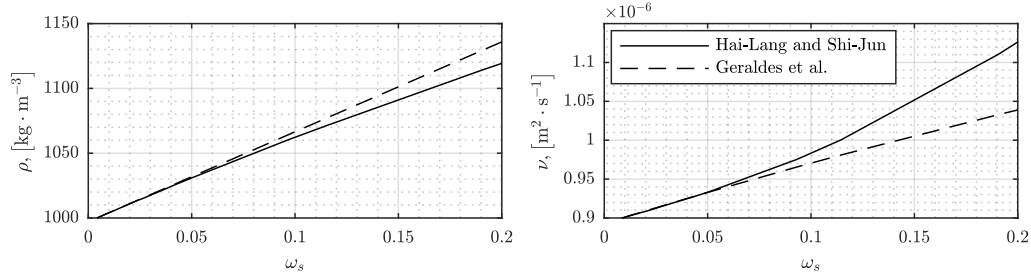 1150
1100
1050
1000
ρ, [kg · m⁻³]
0 0.05 0.1 0.15 0.2
ω_s
×10⁻⁶
1.1
1.05
1
0.95
0.9
ν, [m² · s⁻¹]
Hai-Lang and Shi-Jun
Geraldes et al.
0 0.05 0.1 0.15 0.2
ω_s